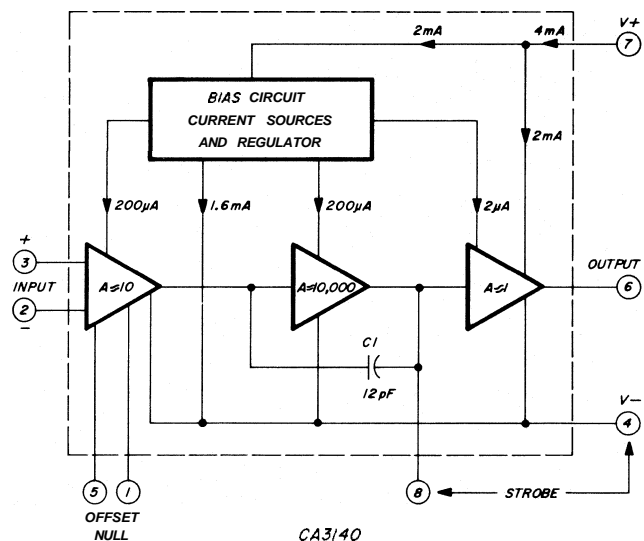 V+
2mA
4mA
7
BIAS CIRCUIT
CURRENT SOURCES
AND REGULATOR
2mA
200μA
1.6mA
200μA
2μA
+
3
INPUT
2
−
A≈10
A≈10,000
A≈1
OUTPUT
6
C1
12pF
V−
4
5
1
8
STROBE
OFFSET
NULL
CA3140